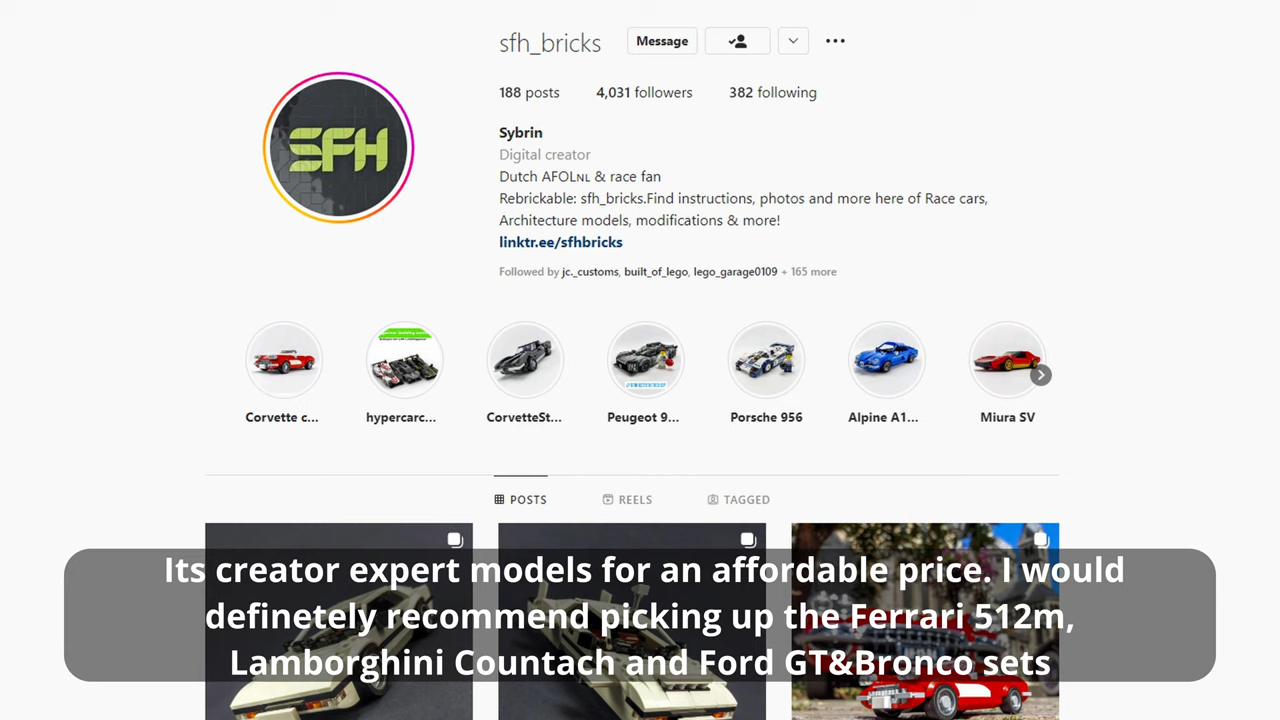 sfh_bricks Message
188 posts 4,031 followers 382 following
SFH
Sybrin
Digital creator
Dutch AFOLNL & race fan
Rebrickable: sfh_bricks.Find instructions, photos and more here of Race cars,
Architecture models, modifications & more!
linktr.ee/sfhbricks
Followed by jc._customs, built_of_lego, lego_garage0109 + 165 more
Corvette c... hypercarc... CorvetteSt... Peugeot 9... Porsche 956 Alpine A1... Miura SV
POSTS REELS TAGGED
Its creator expert models for an affordable price. I would
definetely recommend picking up the Ferrari 512m,
Lamborghini Countach and Ford GT&Bronco sets